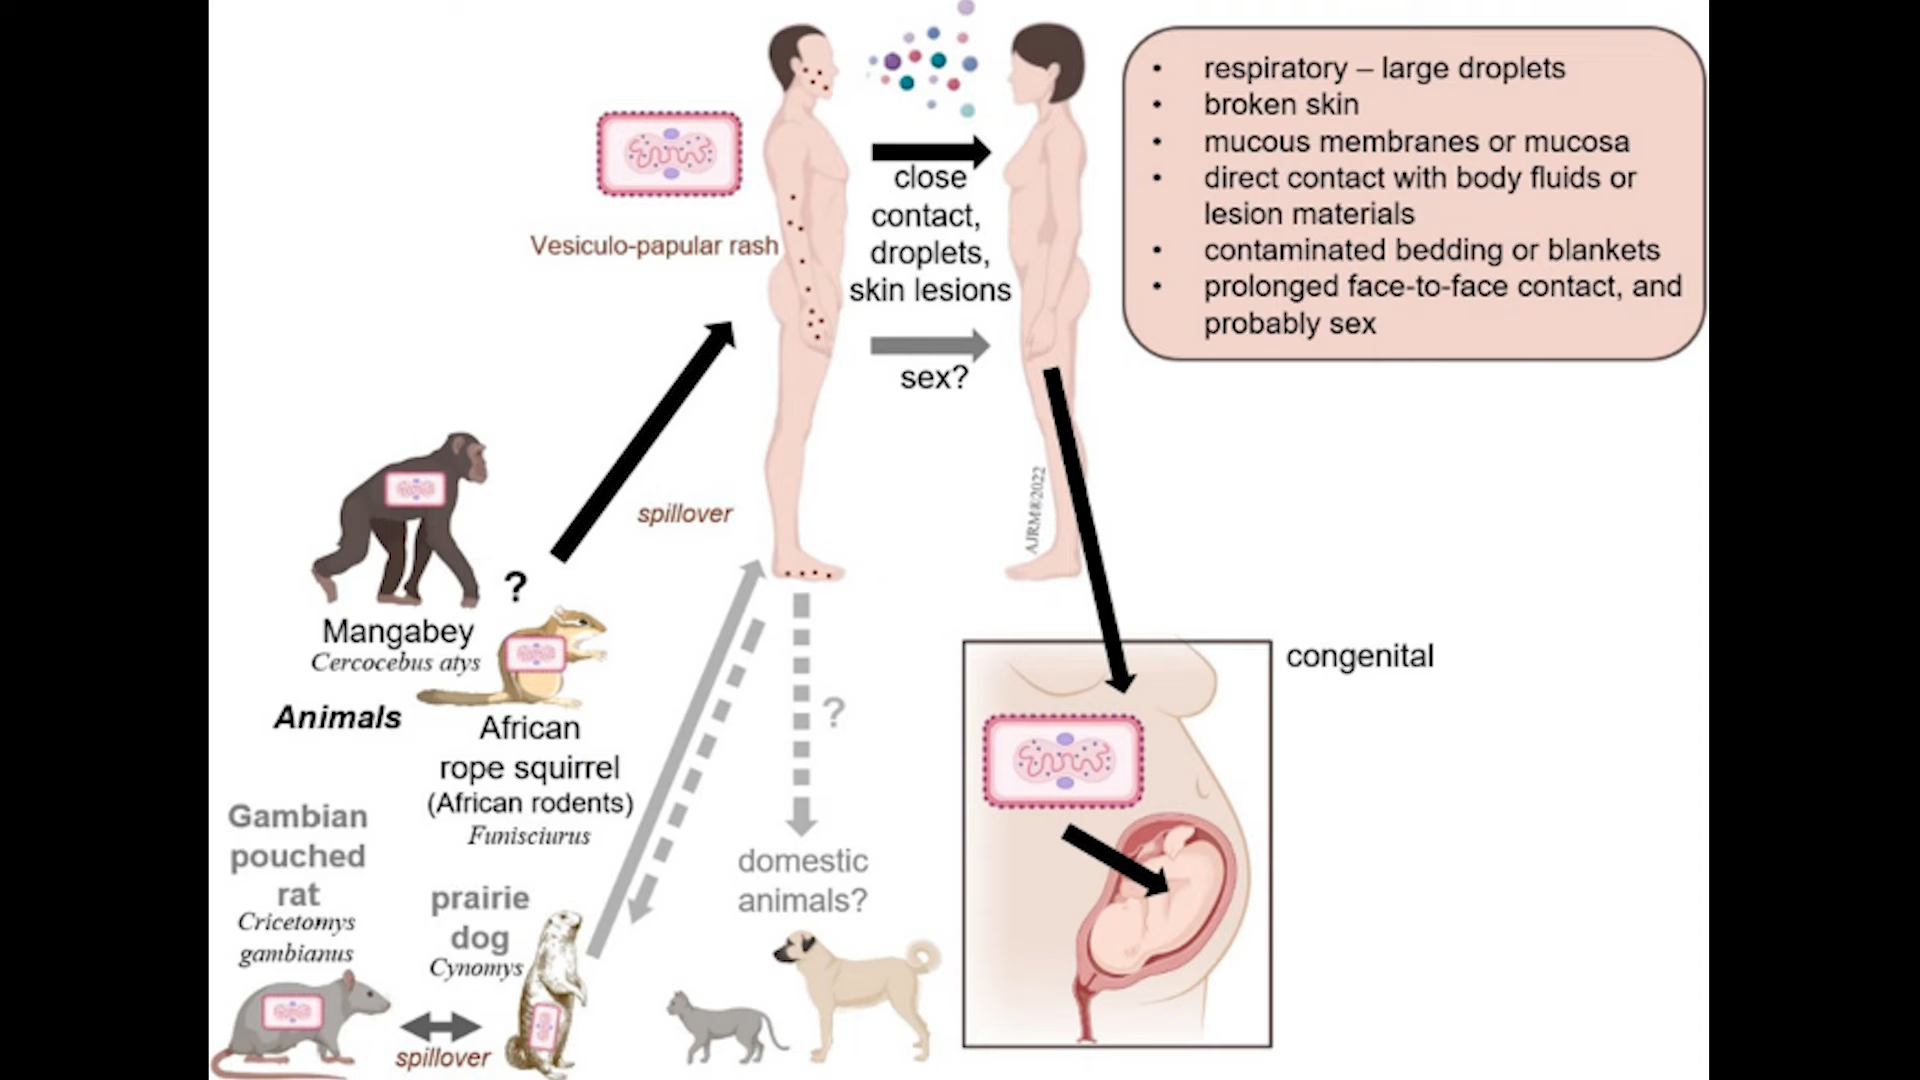 • respiratory – large droplets
• broken skin
• mucous membranes or mucosa
• direct contact with body fluids or
lesion materials
• contaminated bedding or blankets
• prolonged face-to-face contact, and
probably sex
close
contact,
droplets,
skin lesions
sex?
Vesiculo-papular rash
spillover
AJRM®2022
?
Mangabey
Cercocebus atys
Animals
African
rope squirrel
(African rodents)
Funisciurus
Gambian
pouched
rat
Cricetomys
gambianus
prairie
dog
Cynomys
spillover
?
domestic
animals?
congenital